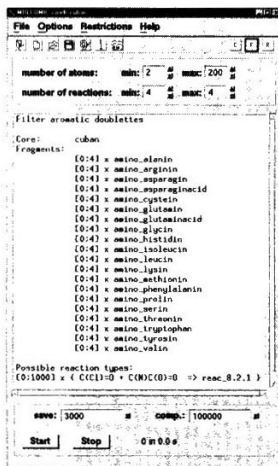 File Options Restrictions Help
number of atoms: min: 2 max: 200
number of reactions: min: 4 max: 4
Filter aromatic doublettes
Core: cuban
Fragments:
[0:4] x amino_alanin
[0:4] x amino_arginin
[0:4] x amino_asparagin
[0:4] x amino_asparaginacid
[0:4] x amino_cystein
[0:4] x amino_glutamin
[0:4] x amino_glutaminacid
[0:4] x amino_glycin
[0:4] x amino_histidin
[0:4] x amino_isoleucin
[0:4] x amino_leucin
[0:4] x amino_lysin
[0:4] x amino_methionin
[0:4] x amino_phenylalanin
[0:4] x amino_prolin
[0:4] x amino_serin
[0:4] x amino_threonin
[0:4] x amino_tryptophan
[0:4] x amino_tyrosin
[0:4] x amino_valin
Possible reaction types:
[0:1000] x { C(Cl)=O + C(N)C(O)=O => reac_8.2.1 }
save: 3000 comp.: 100000
Start Stop 0 in 0.0 s